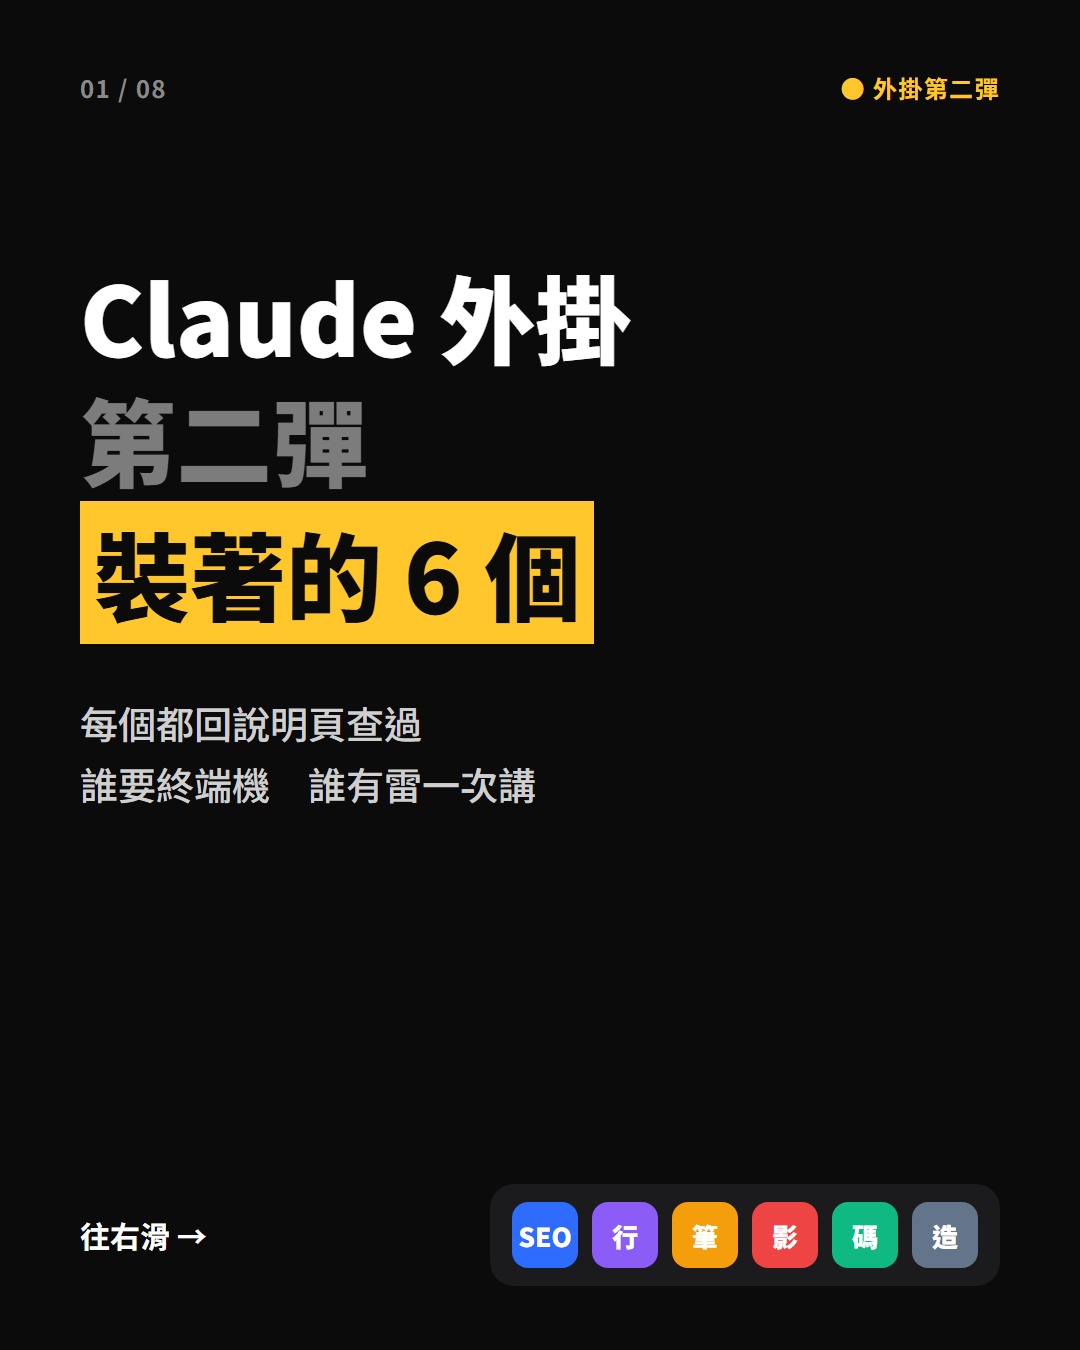 01 / 08
外掛第二彈
Claude 外掛
第二彈
裝著的 6 個
每個都回說明頁查過
誰要終端機　誰有雷一次講
往右滑 →
SEO 行 筆 影 碼 造